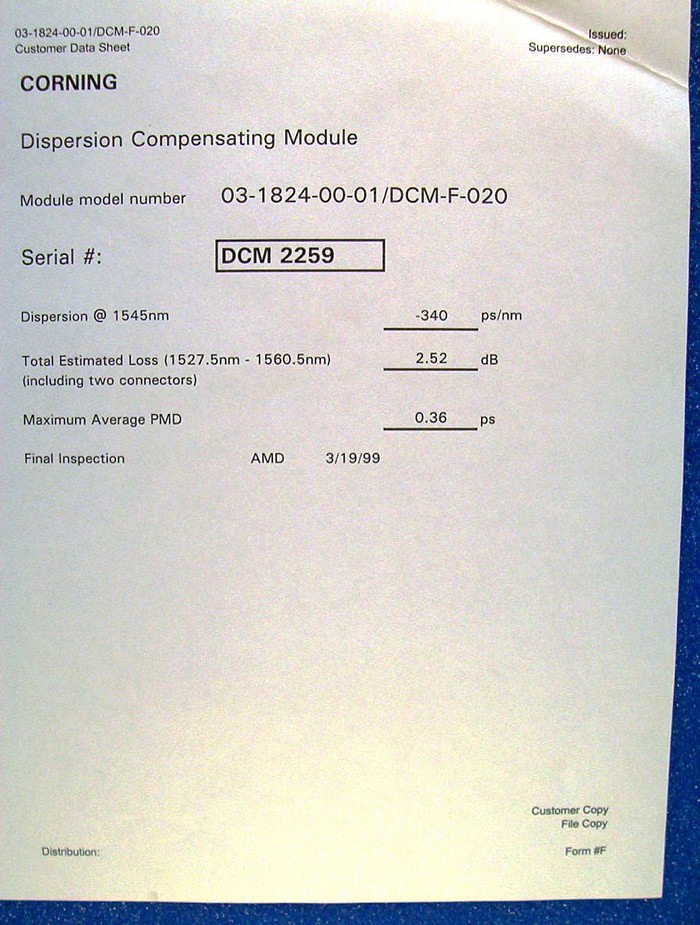 03-1824-00-01/DCM-F-020
Customer Data Sheet
Issued:
Supersedes: None
CORNING
Dispersion Compensating Module
Module model number 03-1824-00-01/DCM-F-020
Serial #: DCM 2259
Dispersion @ 1545nm -340 ps/nm
Total Estimated Loss (1527.5nm - 1560.5nm) 2.52 dB
(including two connectors)
Maximum Average PMD 0.36 ps
Final Inspection AMD 3/19/99
Customer Copy
File Copy
Distribution: Form #F